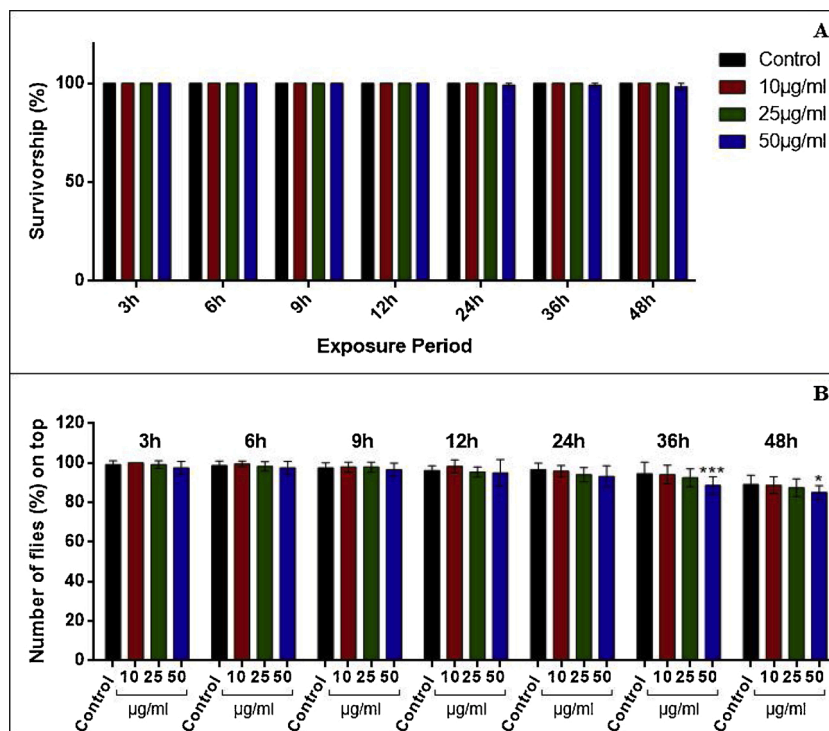 A
Control
10µg/ml
25µg/ml
50µg/ml
Survivorship (%)
100
50
0
3h 6h 9h 12h 24h 36h 48h
Exposure Period
B
Number of flies (%) on top
120
100
80
60
40
20
0
3h 6h 9h 12h 24h 36h 48h
*** *
Control 10 25 50 Control 10 25 50 Control 10 25 50 Control 10 25 50 Control 10 25 50 Control 10 25 50 Control 10 25 50
µg/ml µg/ml µg/ml µg/ml µg/ml µg/ml µg/ml